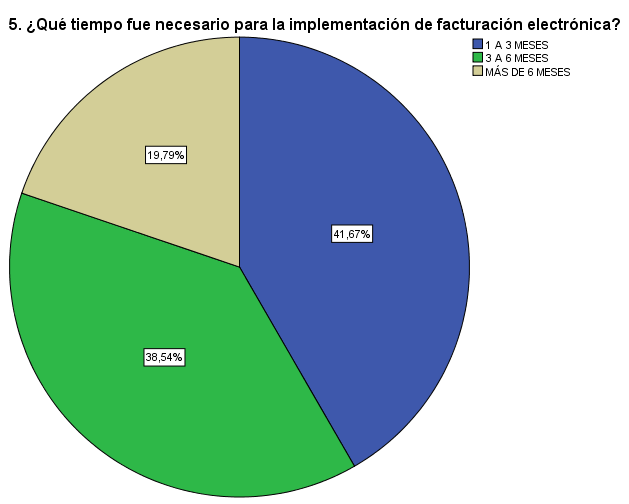 5. ¿Qué tiempo fue necesario para la implementación de facturación electrónica?
1 A 3 MESES
3 A 6 MESES
MÁS DE 6 MESES
19,79%
41,67%
38,54%